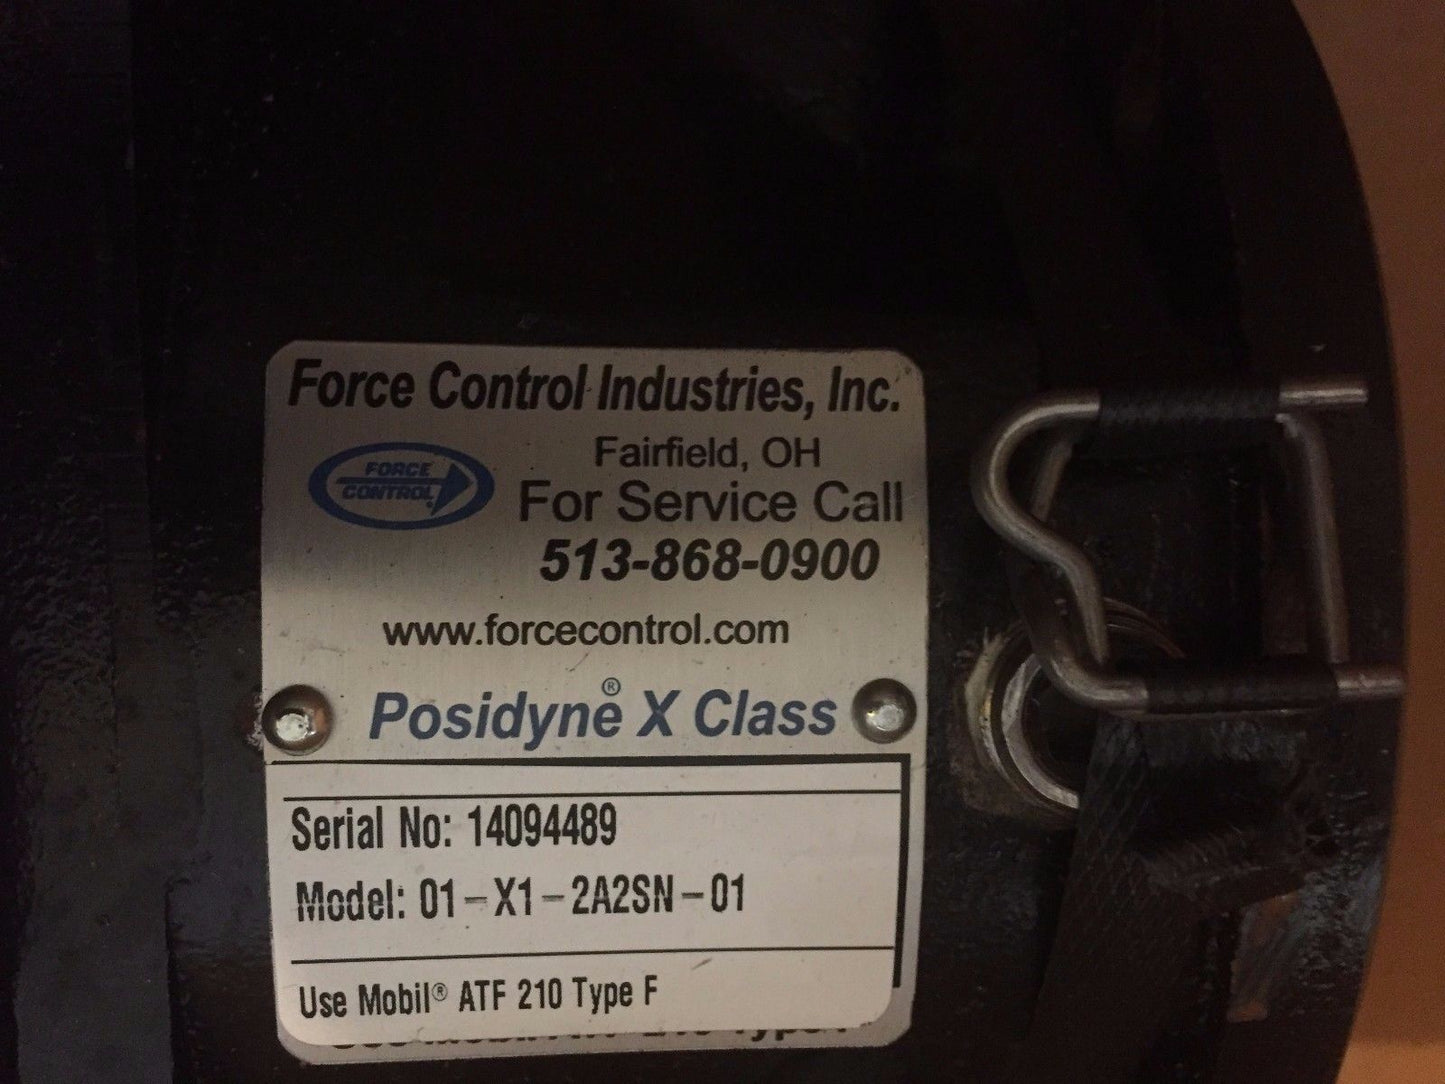 Force Control Industries, Inc.
FORCE
CONTROL®
Fairfield, OH
For Service Call
513-868-0900
www.forcecontrol.com
Posidyne® X Class
Serial No: 14094489
Model: 01-X1-2A2SN-01
Use Mobil® ATF 210 Type F